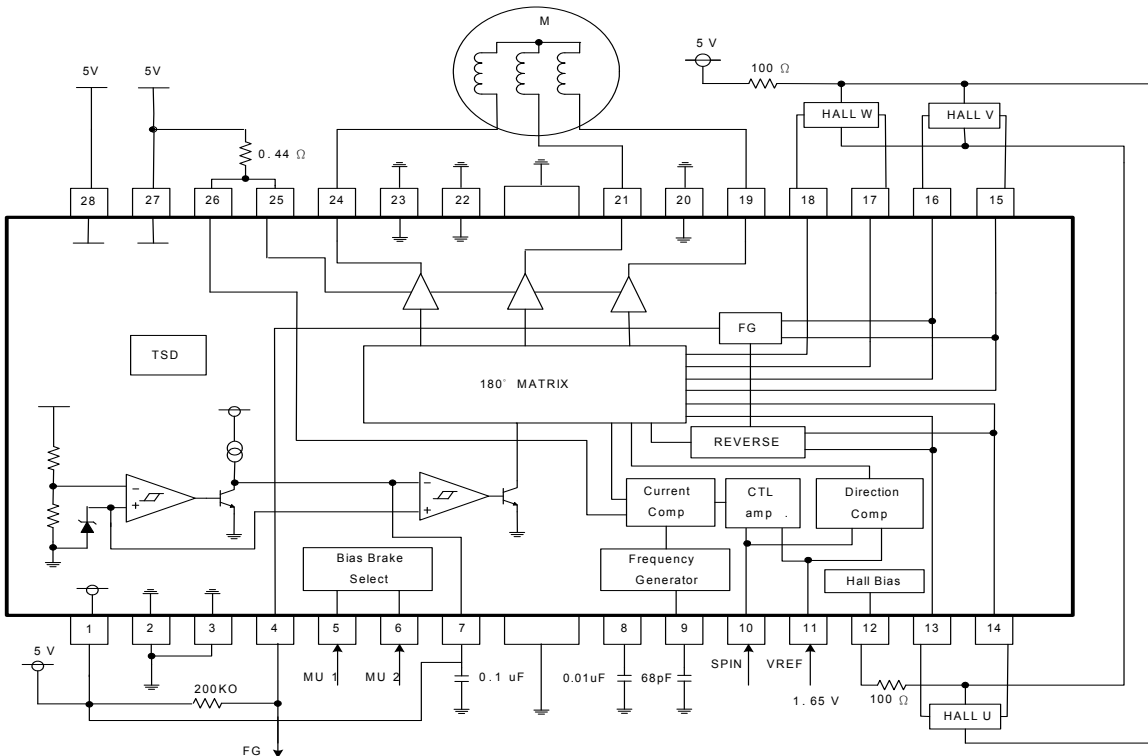 M
5 V
5V
5V
100 Ω
HALL W
HALL V
0.44 Ω
28
27
26
25
24
23
22
21
20
19
18
17
16
15
FG
TSD
180° MATRIX
REVERSE
Current Comp
CTL amp .
Direction Comp
Bias Brake Select
Frequency Generator
Hall Bias
1
2
3
4
5
6
7
8
9
10
11
12
13
14
5 V
200KO
MU 1
MU 2
0.1 uF
0.01uF
68pF
SPIN
VREF
1.65 V
100 Ω
HALL U
FG